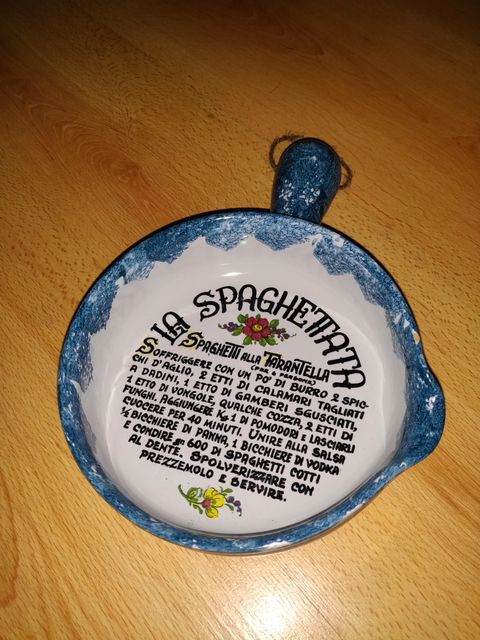 LA SPAGHETTATA
SPAGHETTI ALLA TARANTELLA
(PER 6 PERSONE)
SOFFRIGGERE CON UN PO' DI BURRO 2 SPIC-
CHI D'AGLIO, 2 ETTI DI CALAMARI TAGLIATI
A DADINI, 1 ETTO DI GAMBERI SGUSCIATI,
1 ETTO DI VONGOLE QUALCHE COZZA, 2 ETTI DI
FUNGHI. AGGIUNGERE Kg. 1 DI POMODORI E LASCIARLI
CUOCERE PER 40 MINUTI. UNIRE ALLA SALSA
½ BICCHIERE DI PANNA, 1 BICCHIERE DI VODKA
E CONDIRE gr. 600 DI SPAGHETTI COTTI
AL DENTE. SPOLVERIZZARE CON
PREZZEMOLO E SERVIRE.